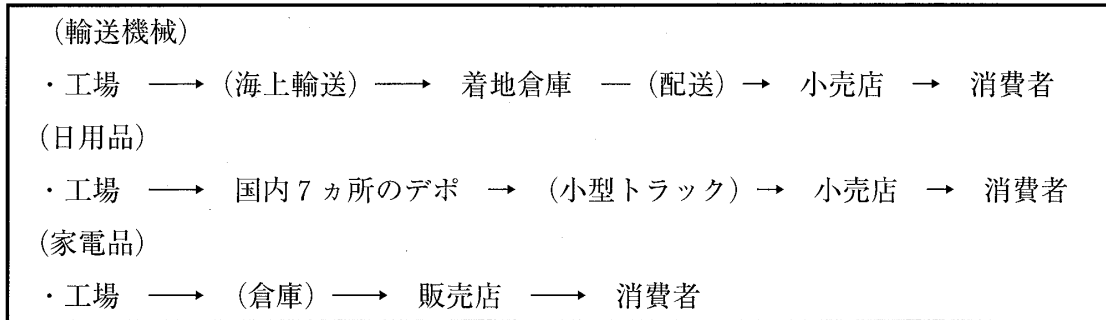 (輸送機械)
・工場 ⟶ (海上輸送) ⟶ 着地倉庫 ― (配送) → 小売店 → 消費者
(日用品)
・工場 ⟶ 国内7ヵ所のデポ → (小型トラック) → 小売店 → 消費者
(家電品)
・工場 ⟶ (倉庫) ⟶ 販売店 ⟶ 消費者